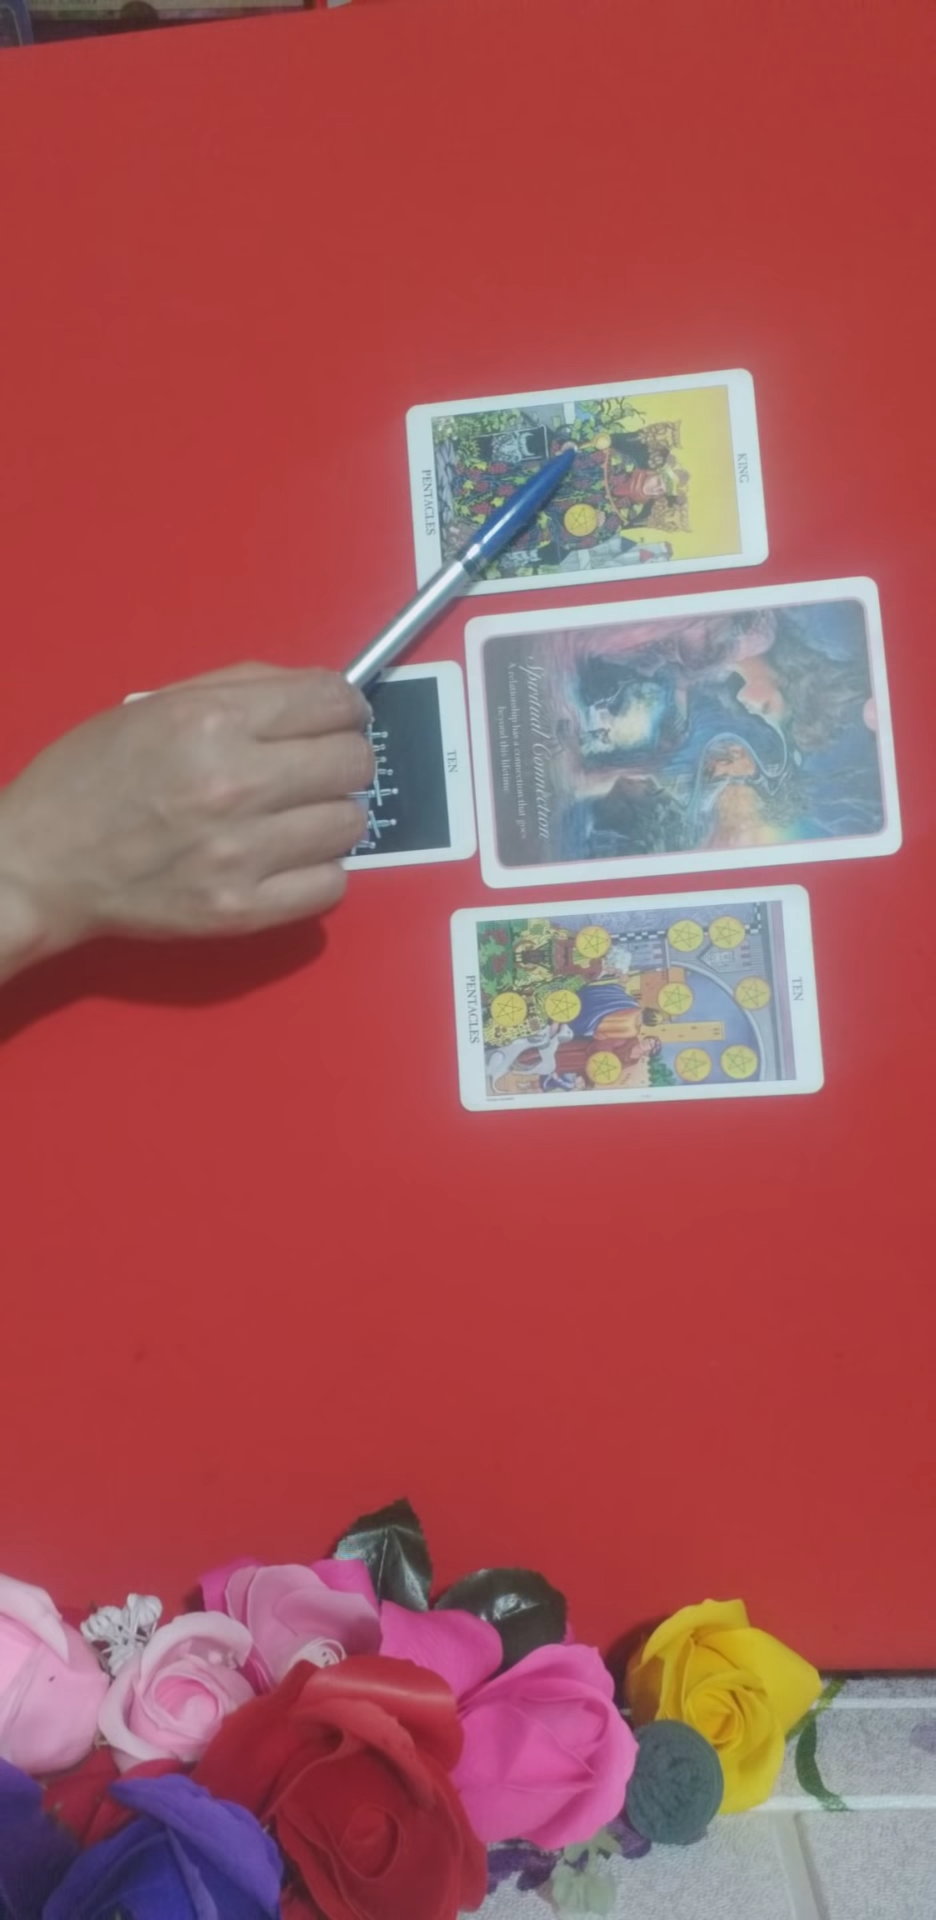 KING
PENTACLES
Spiritual Connection
A relationship has a connection that goes
beyond this lifetime
TEN
TEN
PENTACLES